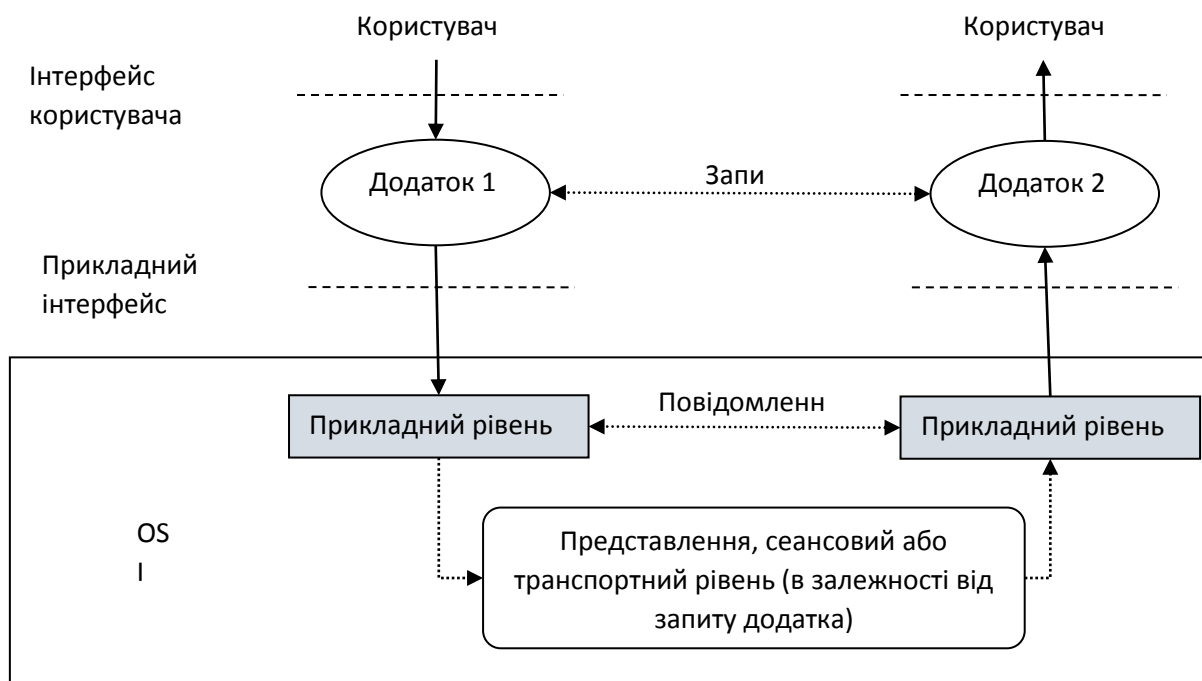 Користувач
Користувач
Інтерфейс
користувача
Додаток 1
Запи
Додаток 2
Прикладний
інтерфейс
Прикладний рівень
Повідомленн
Прикладний рівень
OS
I
Представлення, сеансовий або
транспортний рівень (в залежності від
запиту додатка)